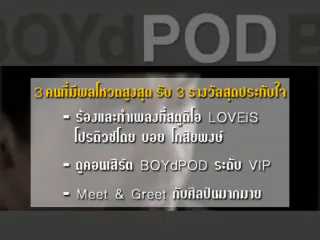 BOYdPOD B
3 คนที่มีผลโหวตสูงสุด รับ 3 รางวัลสุดประทับใจ
- ร้องและทำเพลงที่สตูดิโอ LOVEiS
โปรดิวซ์โดย บอย โกสิยพงษ์
- ดูคอนเสิร์ต BOYdPOD ระดับ VIP
- Meet & Greet กับศิลปินมากมาย